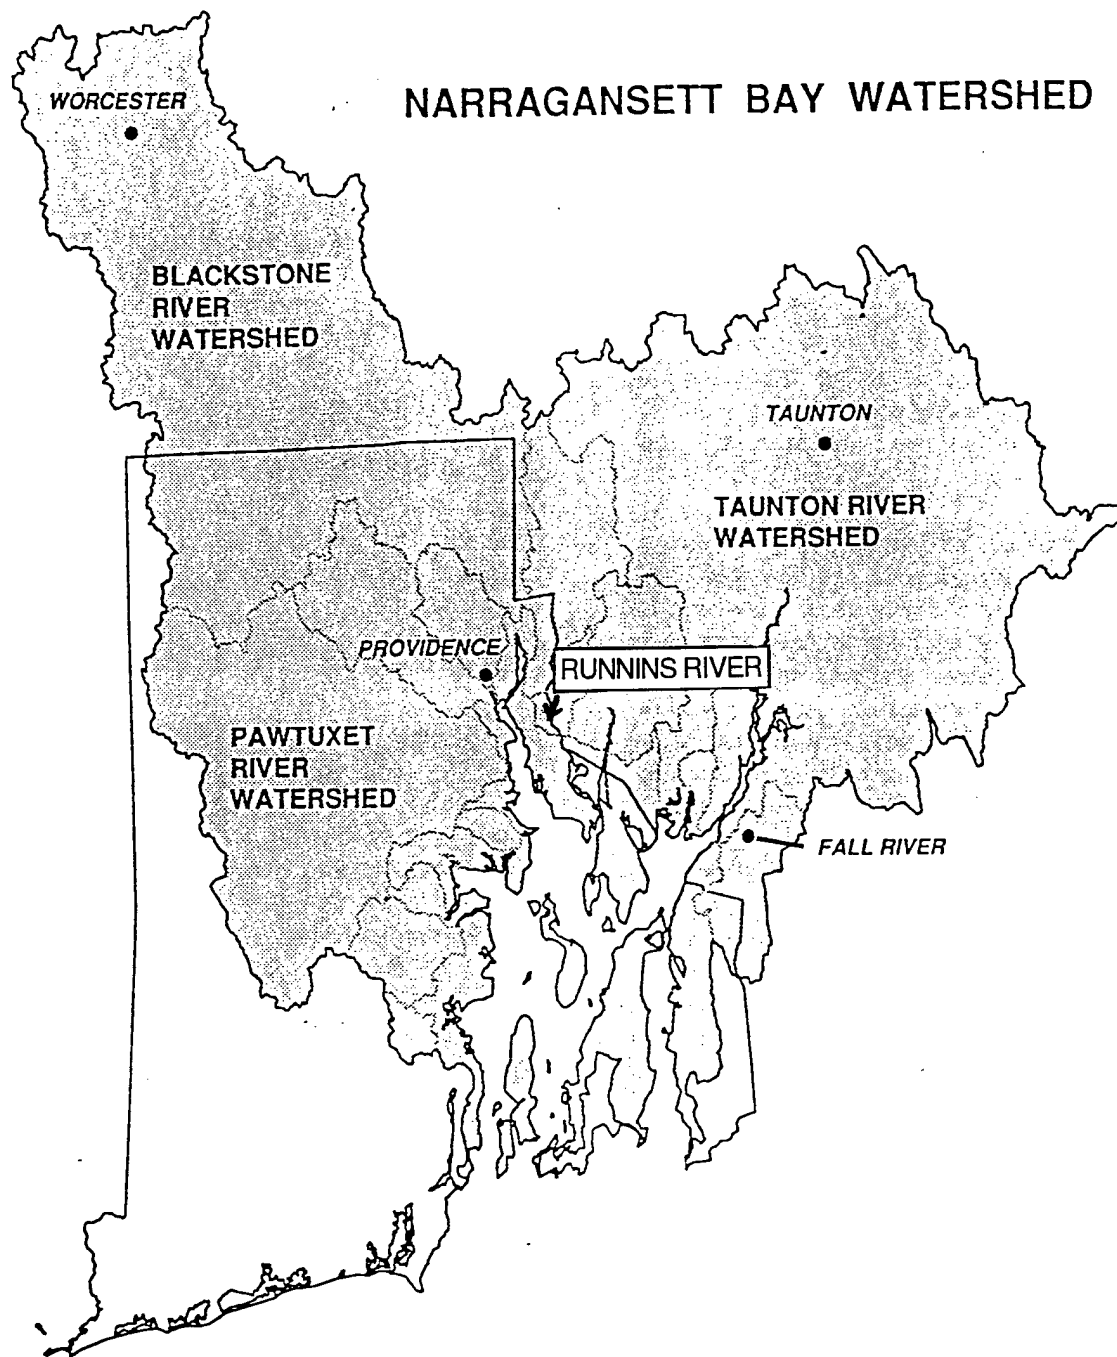 NARRAGANSETT BAY WATERSHED
WORCESTER
BLACKSTONE
RIVER
WATERSHED
TAUNTON
TAUNTON RIVER
WATERSHED
PROVIDENCE
RUNNINS RIVER
PAWTUXET
RIVER
WATERSHED
FALL RIVER